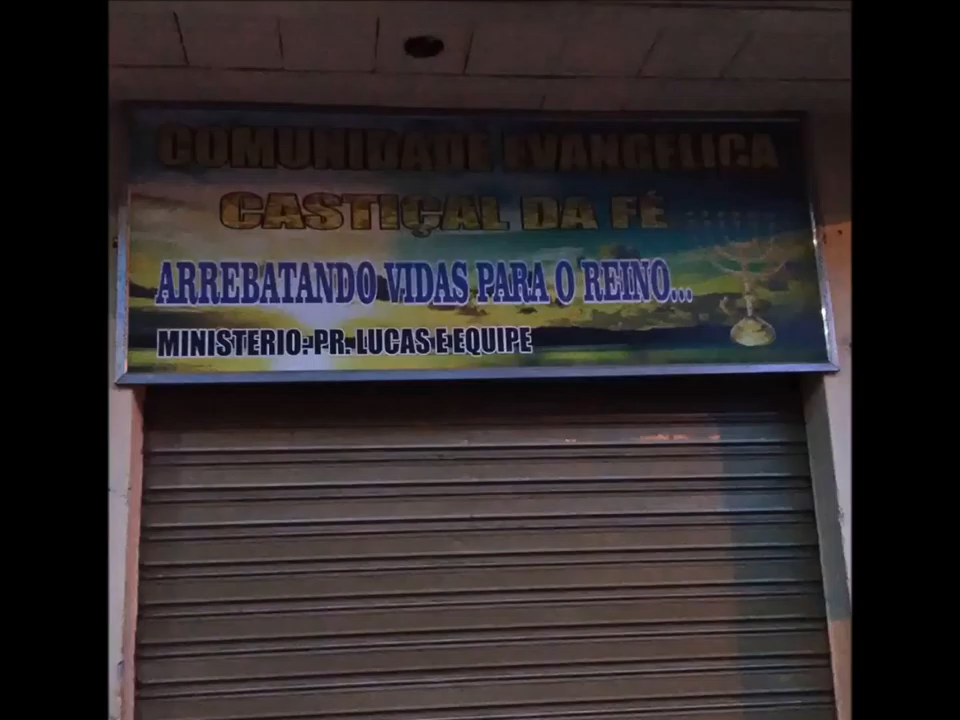 COMUNIDADE EVANGELICA
CASTIÇAL DA FÉ
ARREBATANDO VIDAS PARA O REINO...
MINISTERIO:-PR. LUCAS E EQUIPE